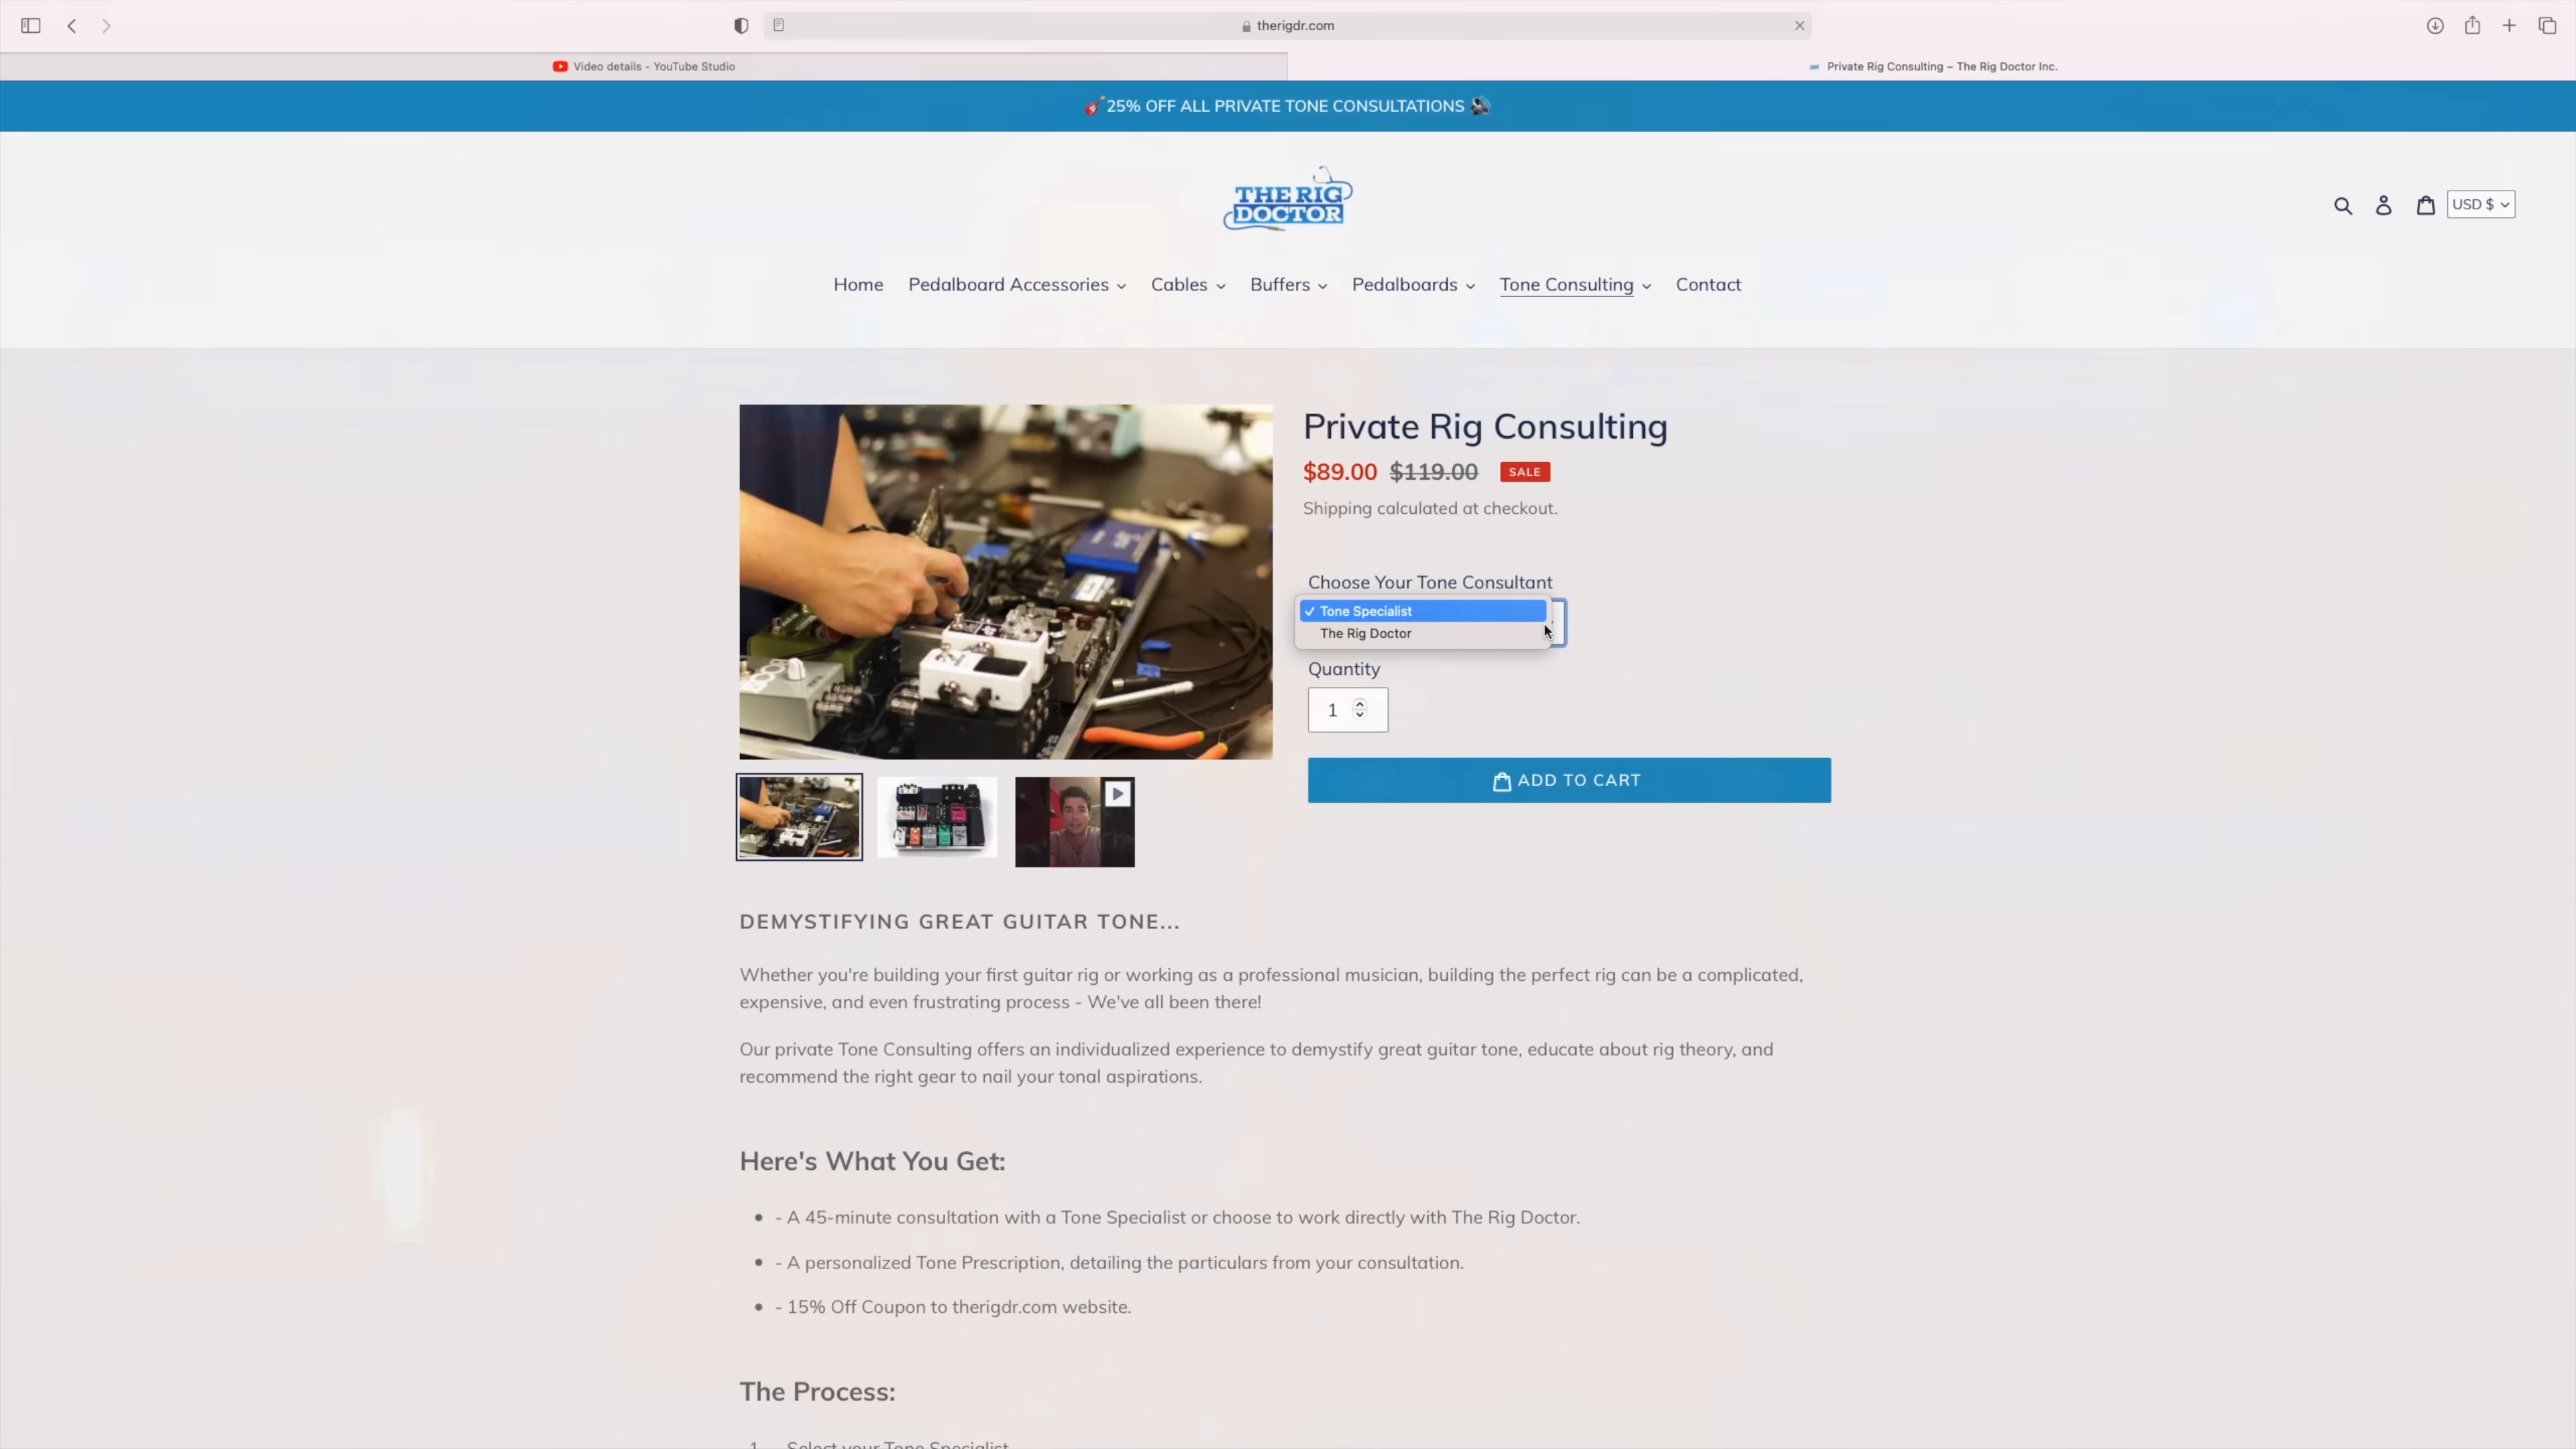 therigdr.com
Video details - YouTube Studio
Private Rig Consulting – The Rig Doctor Inc.
🎸25% OFF ALL PRIVATE TONE CONSULTATIONS 🔊
THE RIG
DOCTOR
USD $
Home Pedalboard Accessories Cables Buffers Pedalboards Tone Consulting Contact
Private Rig Consulting
$89.00 $119.00 SALE
Shipping calculated at checkout.
Choose Your Tone Consultant
✓ Tone Specialist
The Rig Doctor
Quantity
1
ADD TO CART
DEMYSTIFYING GREAT GUITAR TONE...
Whether you're building your first guitar rig or working as a professional musician, building the perfect rig can be a complicated,
expensive, and even frustrating process - We've all been there!
Our private Tone Consulting offers an individualized experience to demystify great guitar tone, educate about rig theory, and
recommend the right gear to nail your tonal aspirations.
Here's What You Get:
- A 45-minute consultation with a Tone Specialist or choose to work directly with The Rig Doctor.
- A personalized Tone Prescription, detailing the particulars from your consultation.
- 15% Off Coupon to therigdr.com website.
The Process:
1. Select your Tone Specialist